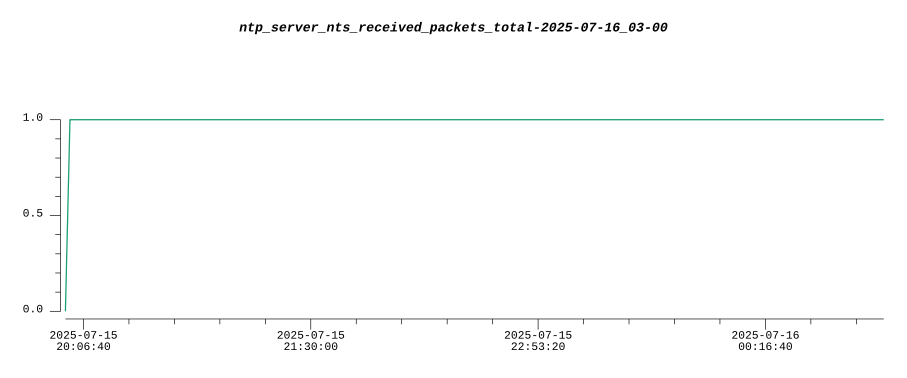 ntp_server_nts_received_packets_total-2025-07-16_03-00
1.0
0.5
0.0
2025-07-15 2025-07-15 2025-07-15 2025-07-16
20:06:40 21:30:00 22:53:20 00:16:40